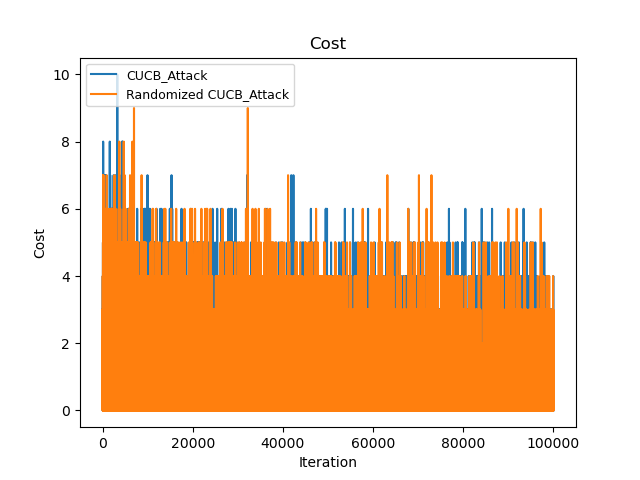 Cost
CUCB_Attack
Randomized CUCB_Attack
10
8
6
4
2
0
Cost
0 20000 40000 60000 80000 100000
Iteration